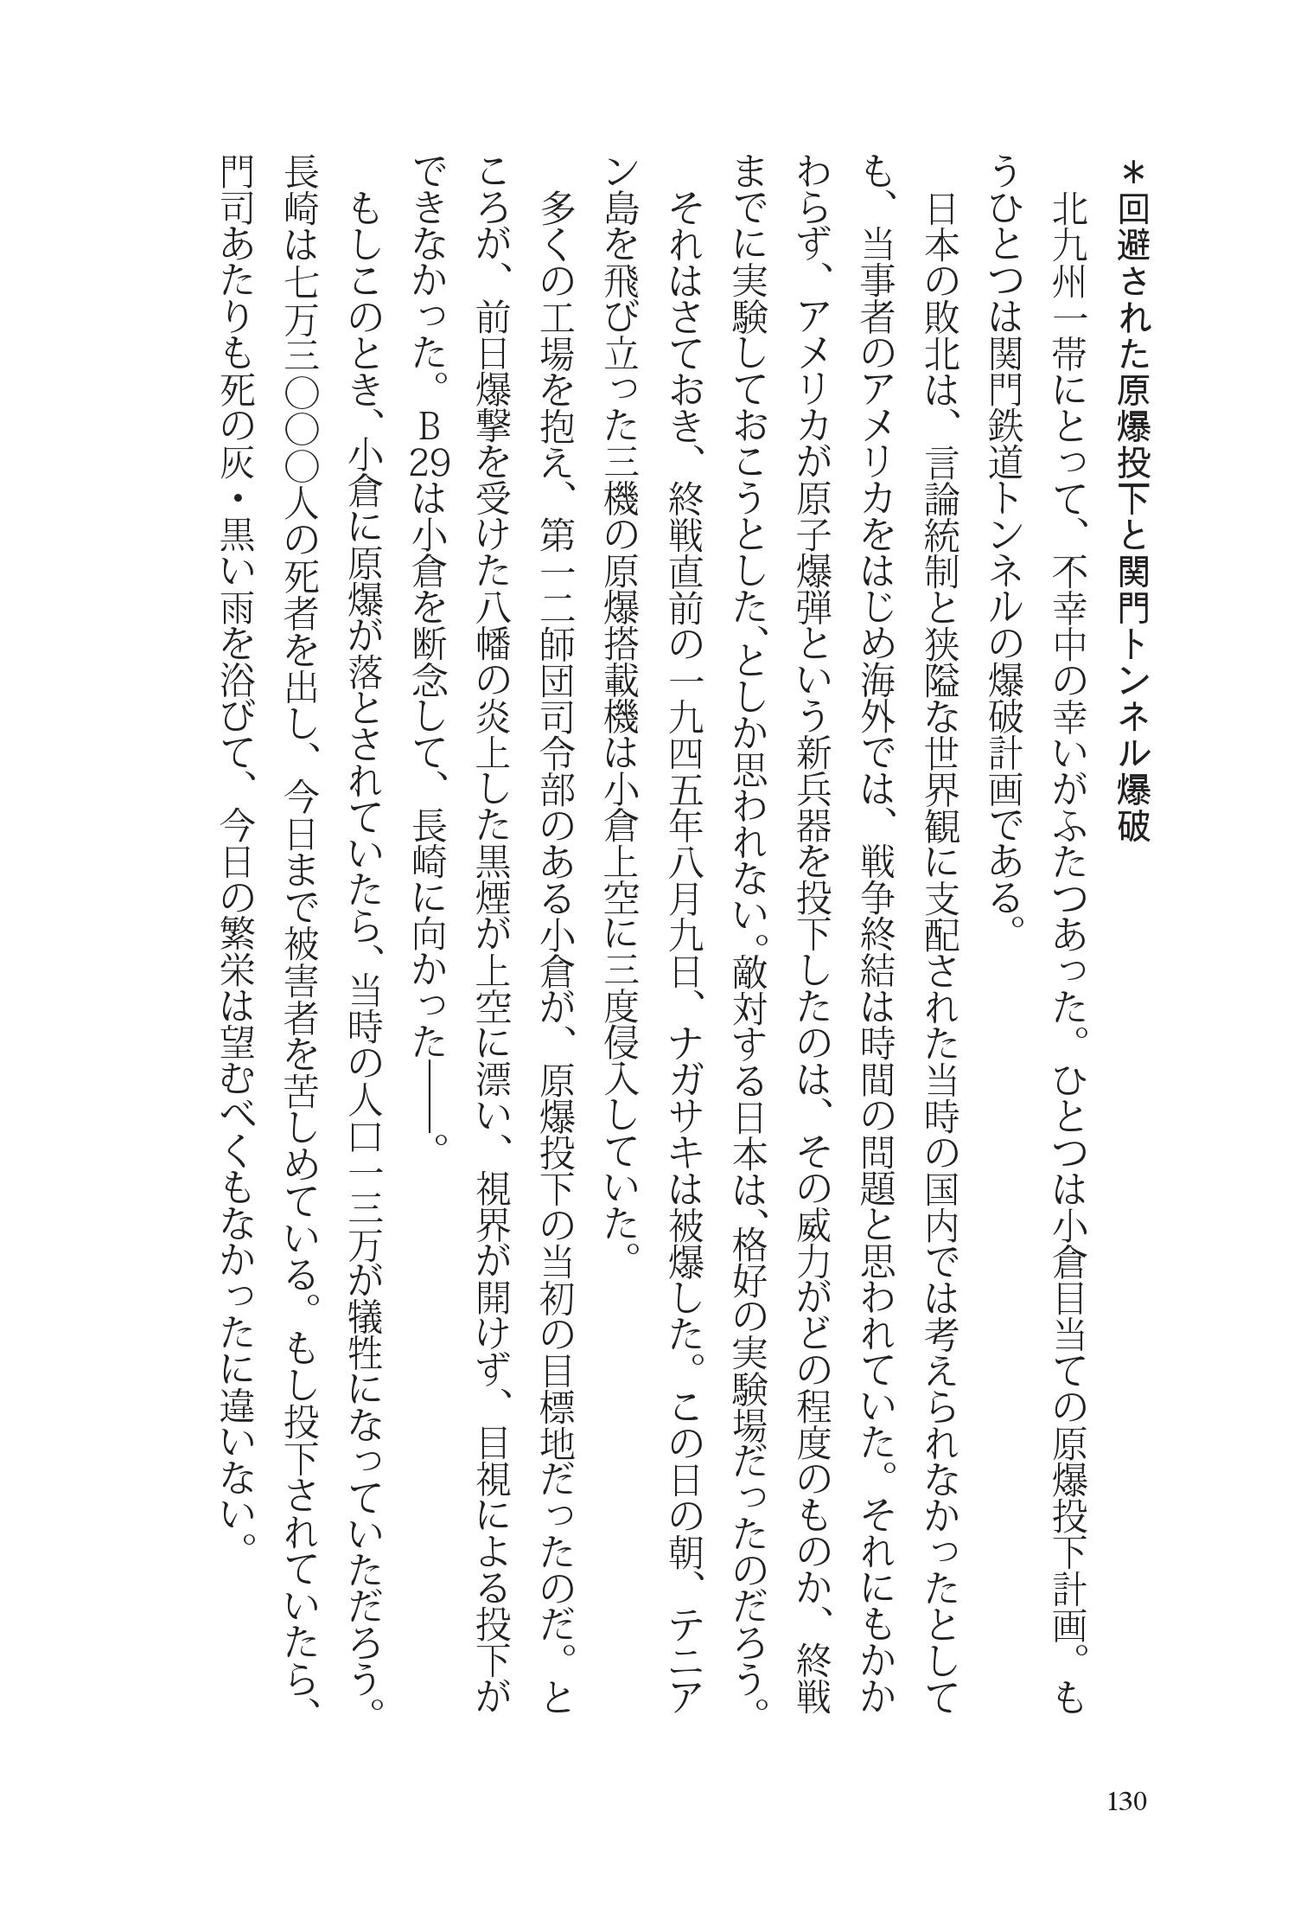 ＊回避された原爆投下と関門トンネル爆破
　北九州一帯にとって、不幸中の幸いがふたつあった。ひとつは小倉目当ての原爆投下計画。も
うひとつは関門鉄道トンネルの爆破計画である。
　日本の敗北は、言論統制と狭隘な世界観に支配された当時の国内では考えられなかったとして
も、当事者のアメリカをはじめ海外では、戦争終結は時間の問題と思われていた。それにもかか
わらず、アメリカが原子爆弾という新兵器を投下したのは、その威力がどの程度のものか、終戦
までに実験しておこうとした、としか思われない。敵対する日本は、格好の実験場だったのだろう。
　それはさておき、終戦直前の一九四五年八月九日、ナガサキは被爆した。この日の朝、テニア
ン島を飛び立った三機の原爆搭載機は小倉上空に三度侵入していた。
　多くの工場を抱え、第一二師団司令部のある小倉が、原爆投下の当初の目標地だったのだ。と
ころが、前日爆撃を受けた八幡の炎上した黒煙が上空に漂い、視界が開けず、目視による投下が
できなかった。B29は小倉を断念して、長崎に向かった――。
　もしこのとき、小倉に原爆が落とされていたら、当時の人口一三万が犠牲になっていただろう。
長崎は七万三〇〇〇人の死者を出し、今日まで被害者を苦しめている。もし投下されていたら、
門司あたりも死の灰・黒い雨を浴びて、今日の繁栄は望むべくもなかったに違いない。
130